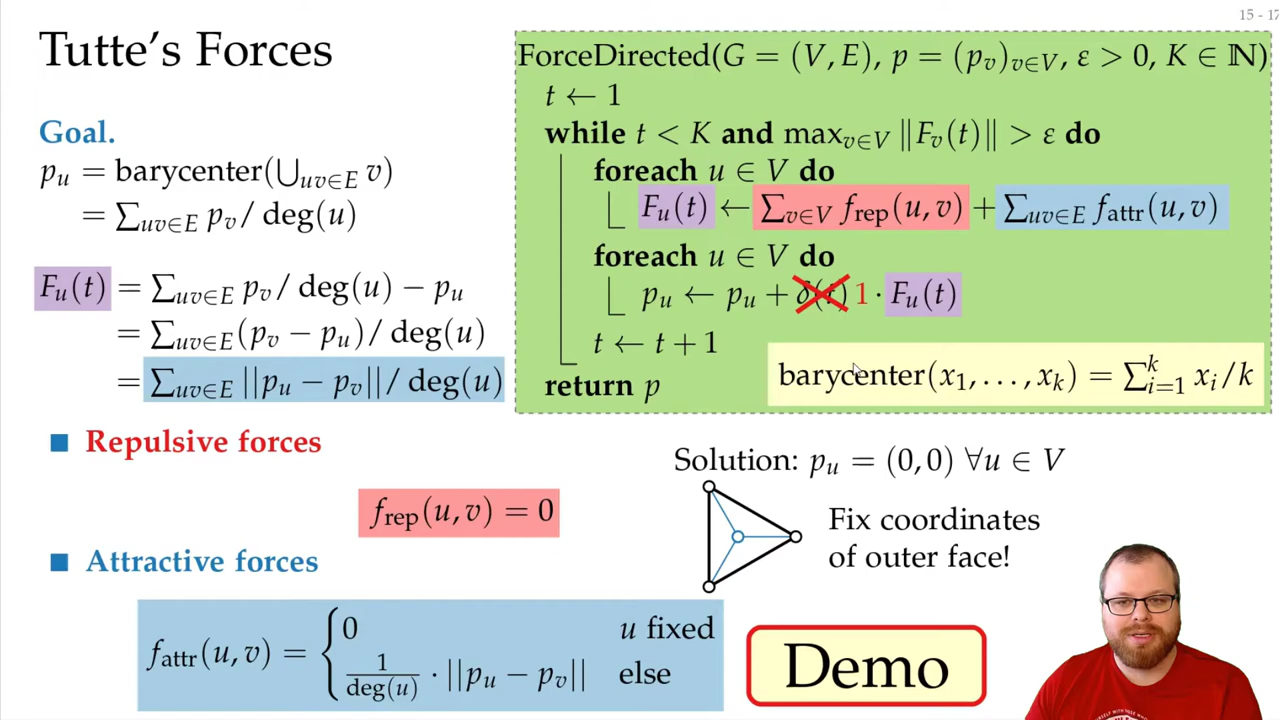 15 - 17
Tutte's Forces
Goal.
p_u = barycenter(⋃_{uv∈E} v)
= ∑_{uv∈E} p_v / deg(u)
F_u(t) = ∑_{uv∈E} p_v / deg(u) − p_u
= ∑_{uv∈E}(p_v − p_u) / deg(u)
= ∑_{uv∈E} ||p_u − p_v|| / deg(u)
■ Repulsive forces
f_rep(u, v) = 0
■ Attractive forces
f_attr(u, v) = { 0 u fixed
1/deg(u) · ||p_u − p_v|| else
ForceDirected(G = (V, E), p = (p_v)_{v∈V}, ε > 0, K ∈ ℕ)
t ← 1
while t < K and max_{v∈V} ‖F_v(t)‖ > ε do
foreach u ∈ V do
F_u(t) ← ∑_{v∈V} f_rep(u, v) + ∑_{uv∈E} f_attr(u, v)
foreach u ∈ V do
p_u ← p_u + δ(t) 1 · F_u(t)
t ← t + 1
return p
barycenter(x_1, . . . , x_k) = ∑_{i=1}^{k} x_i/k
Solution: p_u = (0, 0) ∀u ∈ V
Fix coordinates
of outer face!
Demo